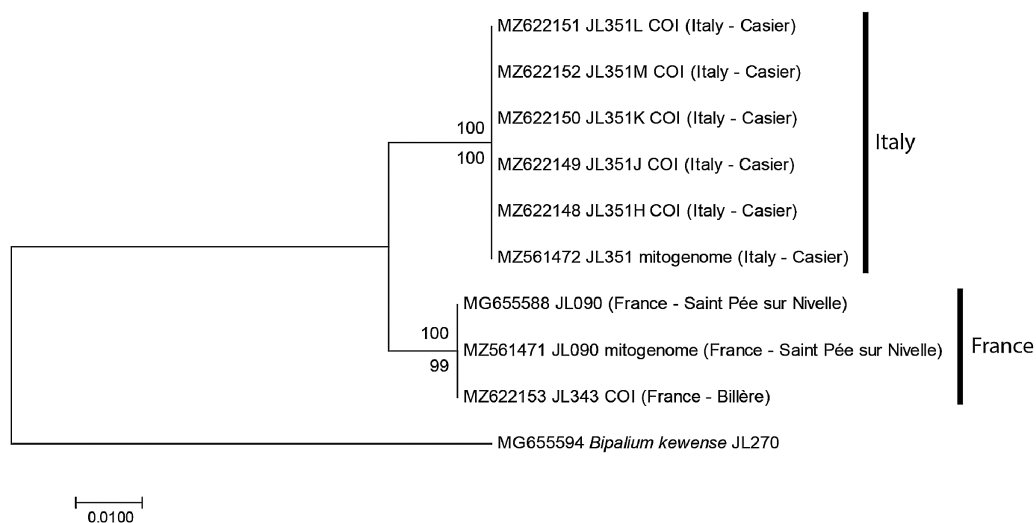 MZ622151 JL351L COI (Italy - Casier)
MZ622152 JL351M COI (Italy - Casier)
MZ622150 JL351K COI (Italy - Casier)
100
100
Italy
MZ622149 JL351J COI (Italy - Casier)
MZ622148 JL351H COI (Italy - Casier)
MZ561472 JL351 mitogenome (Italy - Casier)
MG655588 JL090 (France - Saint Pée sur Nivelle)
100
99
MZ561471 JL090 mitogenome (France - Saint Pée sur Nivelle)
France
MZ622153 JL343 COI (France - Billère)
MG655594 Bipalium kewense JL270
0.0100